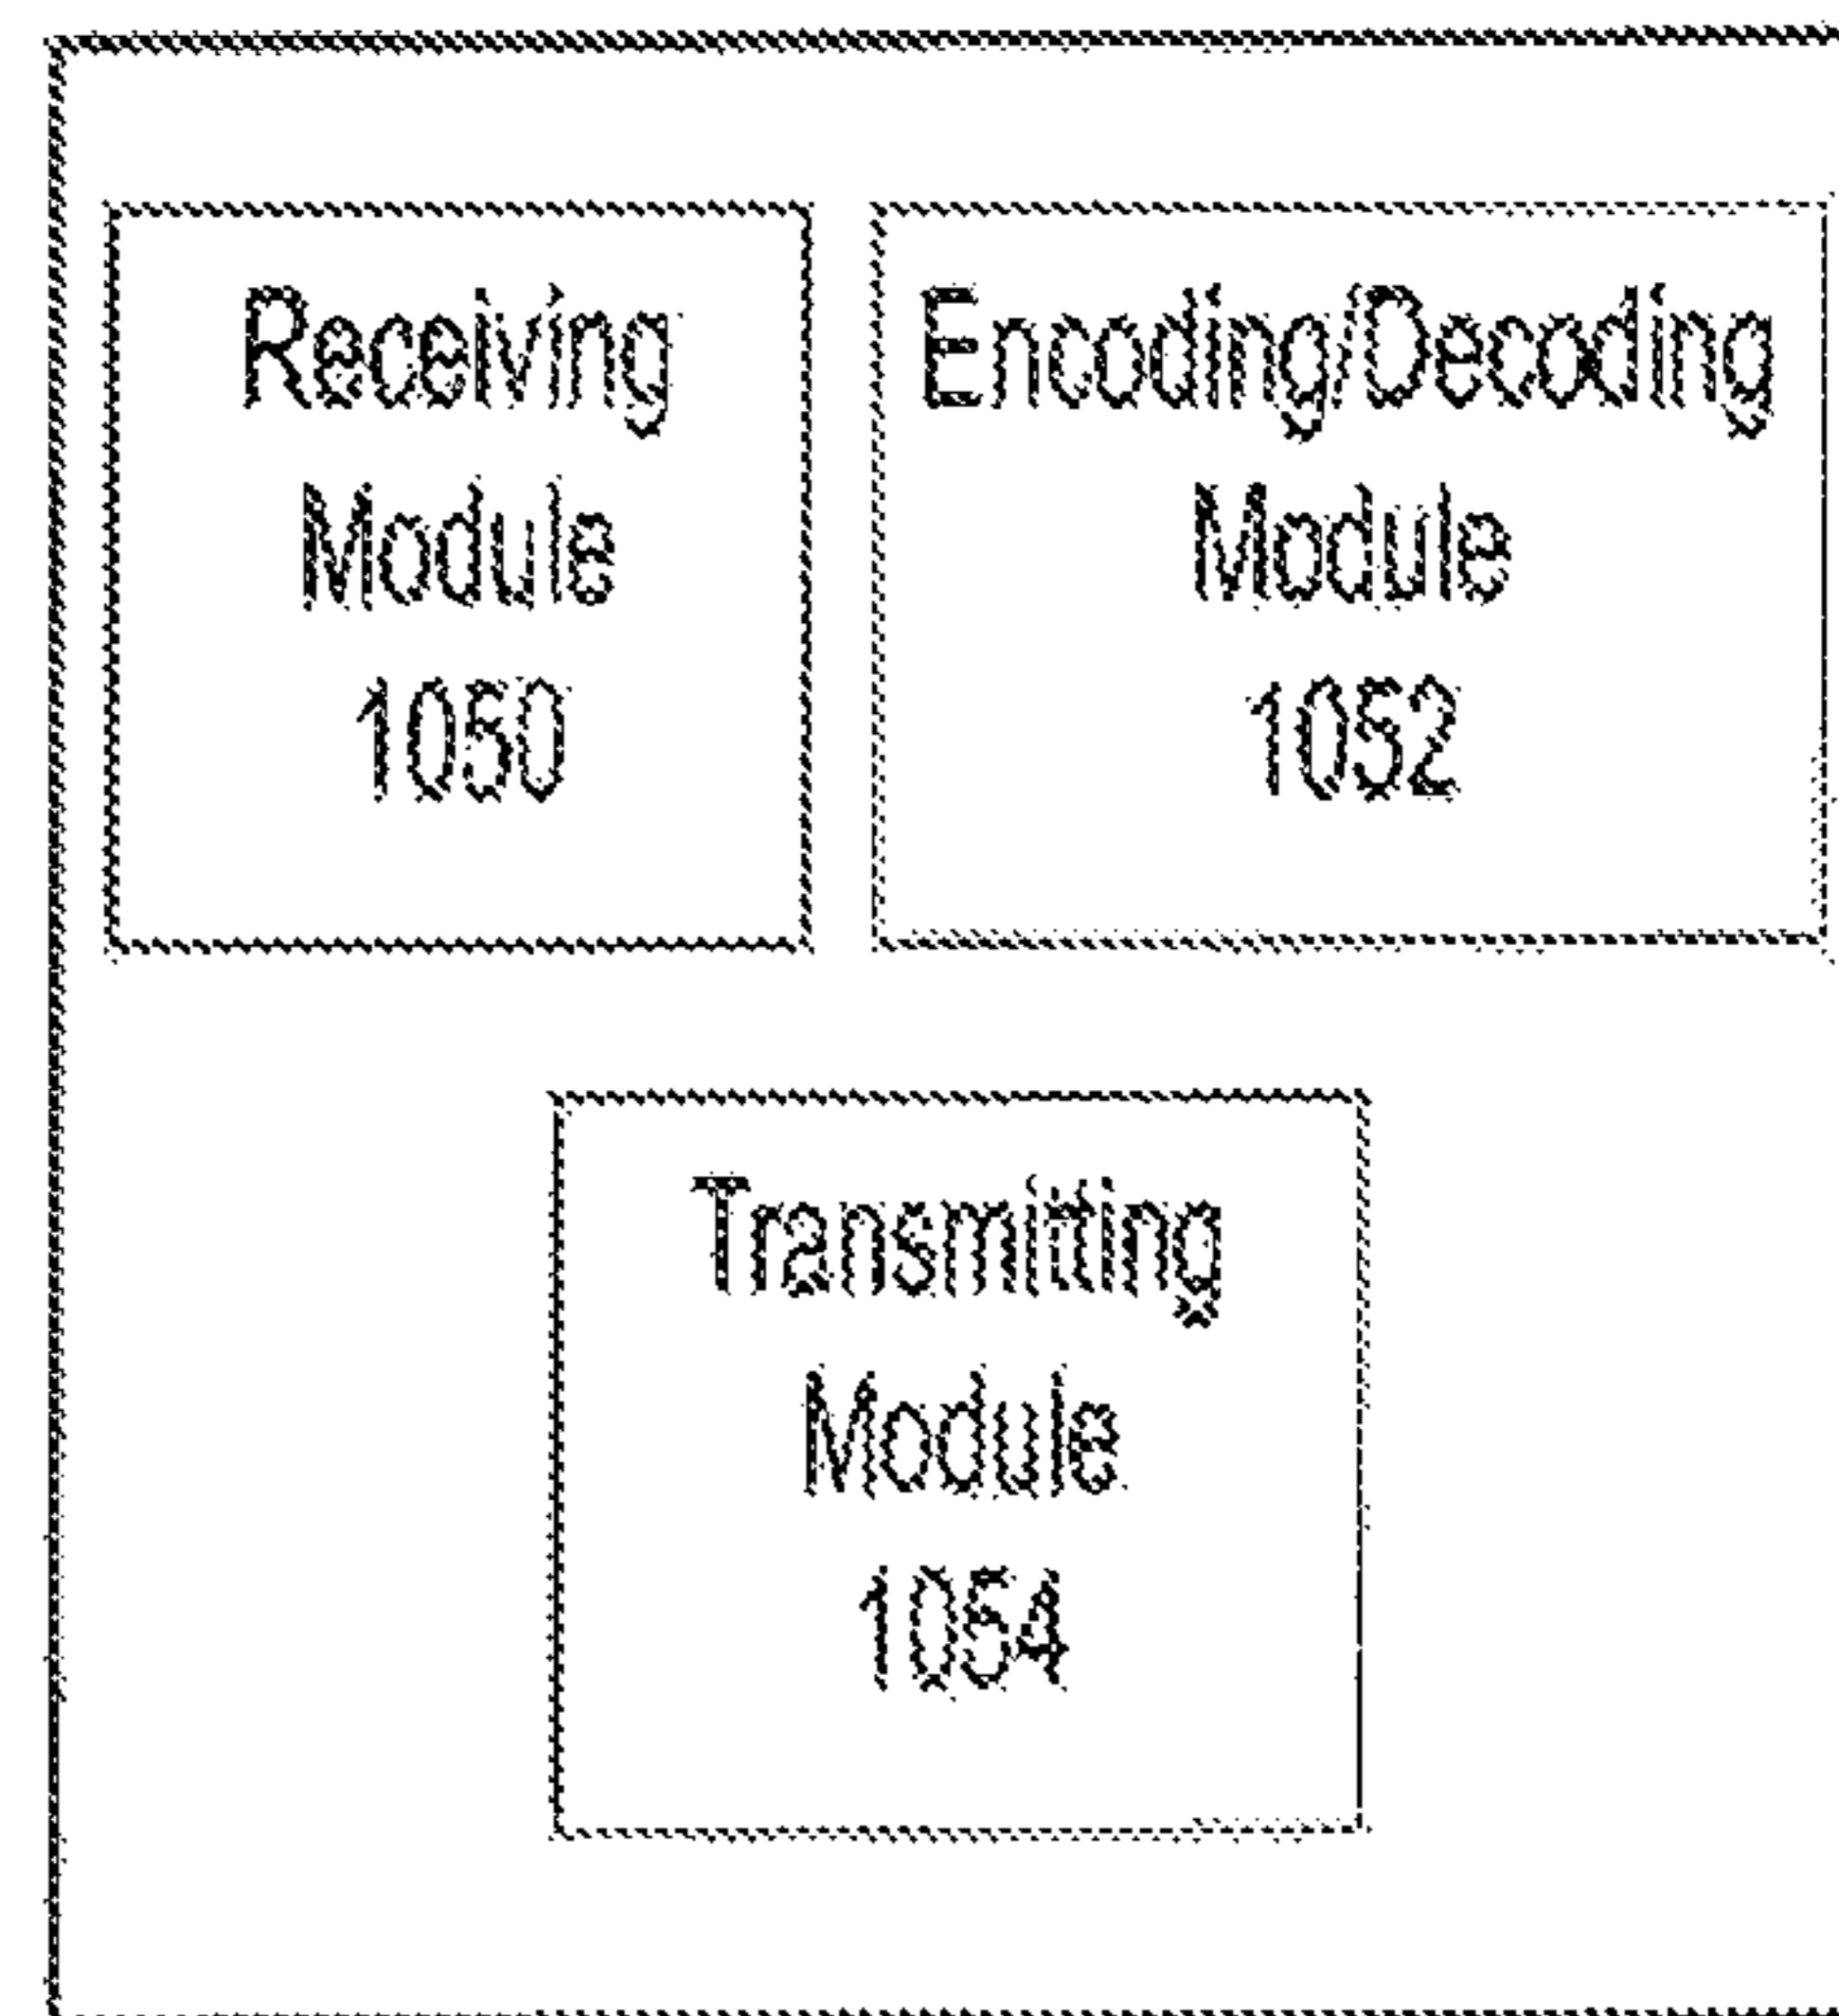 Receiving
Module
1050
Encoding/Decoding
Module
1052
Transmitting
Module
1054